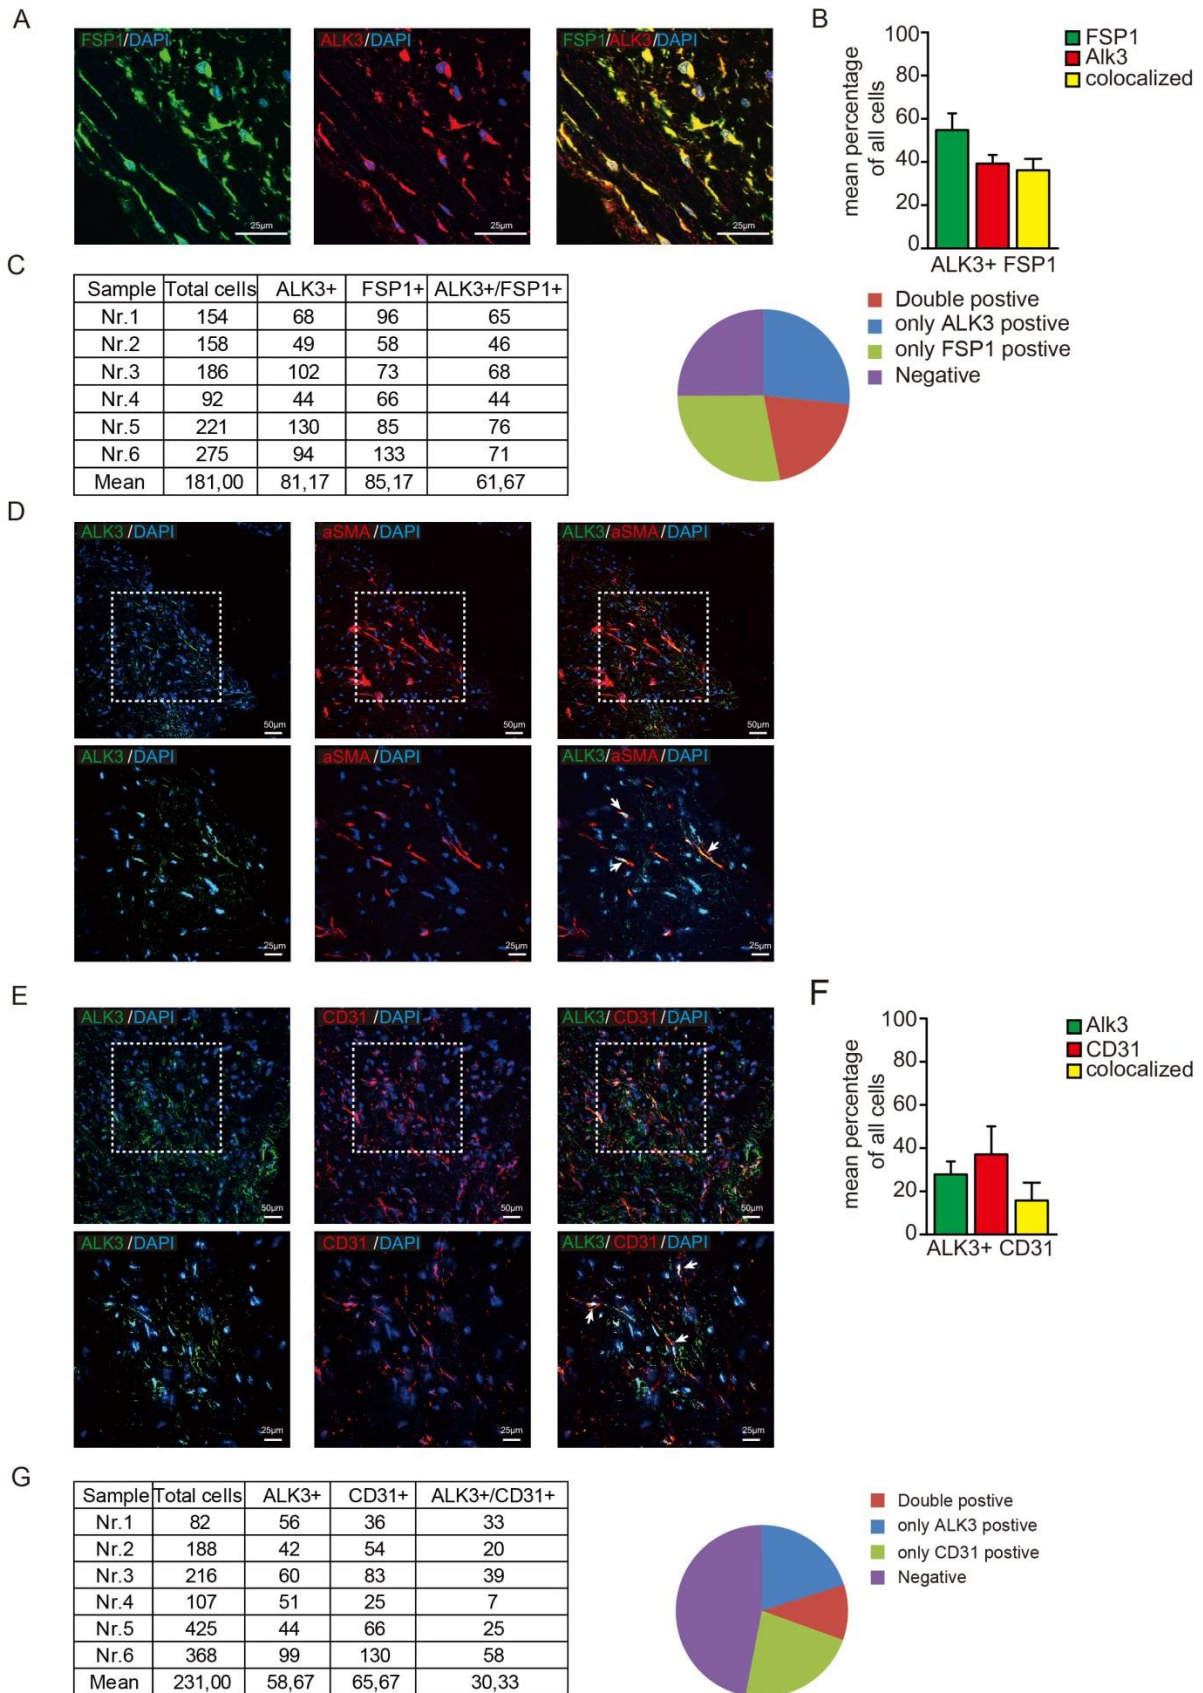 A
FSP1/DAPI
ALK3/DAPI
FSP1/ALK3/DAPI
25µm
25µm
25µm
B
mean percentage
of all cells
100
80
60
40
20
0
ALK3+ FSP1
FSP1
Alk3
colocalized
C
Sample Total cells ALK3+ FSP1+ ALK3+/FSP1+
Nr.1 154 68 96 65
Nr.2 158 49 58 46
Nr.3 186 102 73 68
Nr.4 92 44 66 44
Nr.5 221 130 85 76
Nr.6 275 94 133 71
Mean 181,00 81,17 85,17 61,67
Double postive
only ALK3 postive
only FSP1 postive
Negative
D
ALK3/DAPI
aSMA/DAPI
ALK3/aSMA/DAPI
50µm
50µm
50µm
ALK3/DAPI
aSMA/DAPI
ALK3/aSMA/DAPI
25µm
25µm
25µm
E
ALK3/DAPI
CD31/DAPI
ALK3/CD31/DAPI
50µm
50µm
50µm
ALK3/DAPI
CD31/DAPI
ALK3/CD31/DAPI
25µm
25µm
25µm
F
mean percentage
of all cells
100
80
60
40
20
0
ALK3+ CD31
Alk3
CD31
colocalized
G
Sample Total cells ALK3+ CD31+ ALK3+/CD31+
Nr.1 82 56 36 33
Nr.2 188 42 54 20
Nr.3 216 60 83 39
Nr.4 107 51 25 7
Nr.5 425 44 66 25
Nr.6 368 99 130 58
Mean 231,00 58,67 65,67 30,33
Double postive
only ALK3 postive
only CD31 postive
Negative